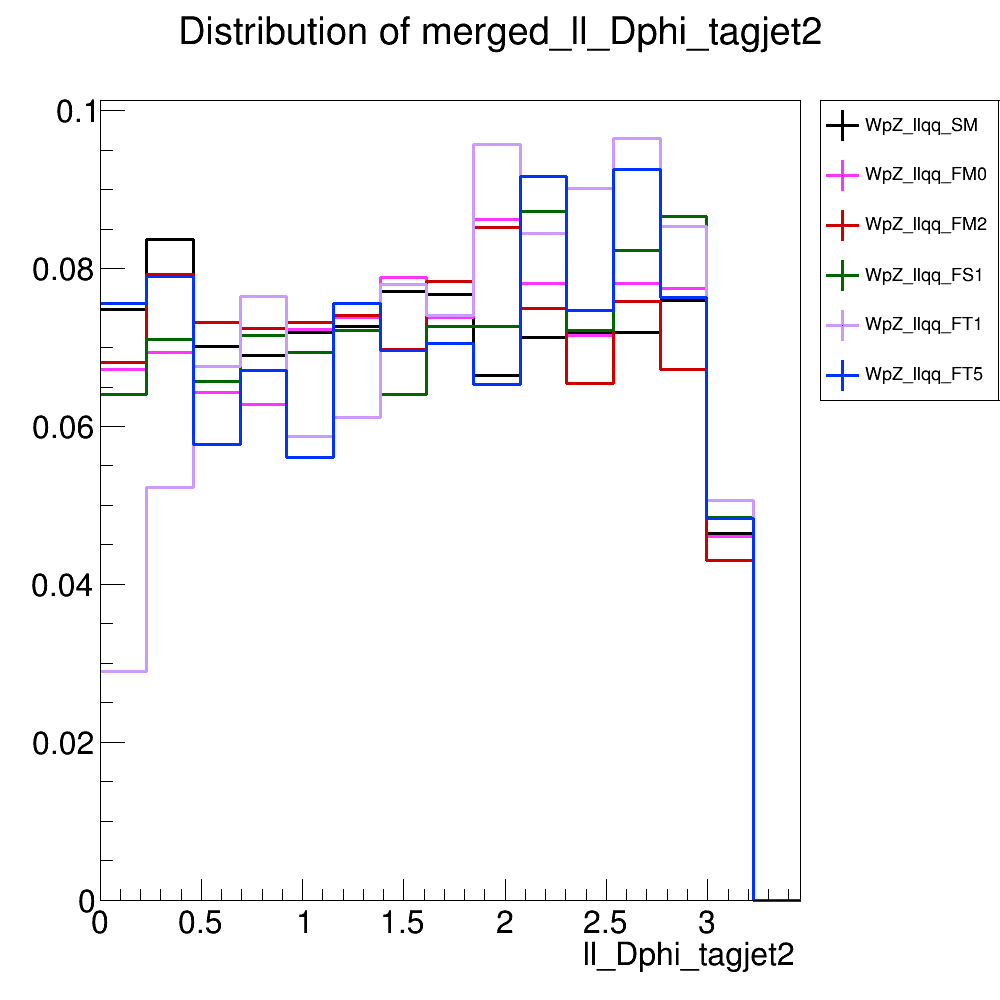 Distribution of merged_ll_Dphi_tagjet2
0.1
0.08
0.06
0.04
0.02
0
0 0.5 1 1.5 2 2.5 3
ll_Dphi_tagjet2
WpZ_llqq_SM
WpZ_llqq_FM0
WpZ_llqq_FM2
WpZ_llqq_FS1
WpZ_llqq_FT1
WpZ_llqq_FT5